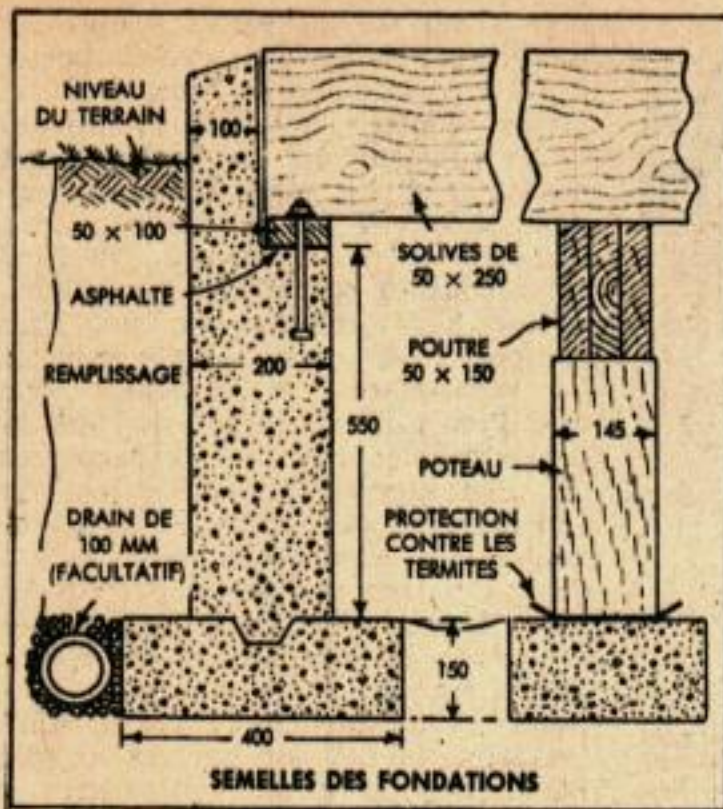 NIVEAU
DU TERRAIN
100
50 × 100
ASPHALTE
SOLIVES DE
50 × 250
REMPLISSAGE
200
550
POUTRE
50 × 150
145
POTEAU
DRAIN DE
100 MM
(FACULTATIF)
PROTECTION
CONTRE LES
TERMITES
150
400
SEMELLES DES FONDATIONS